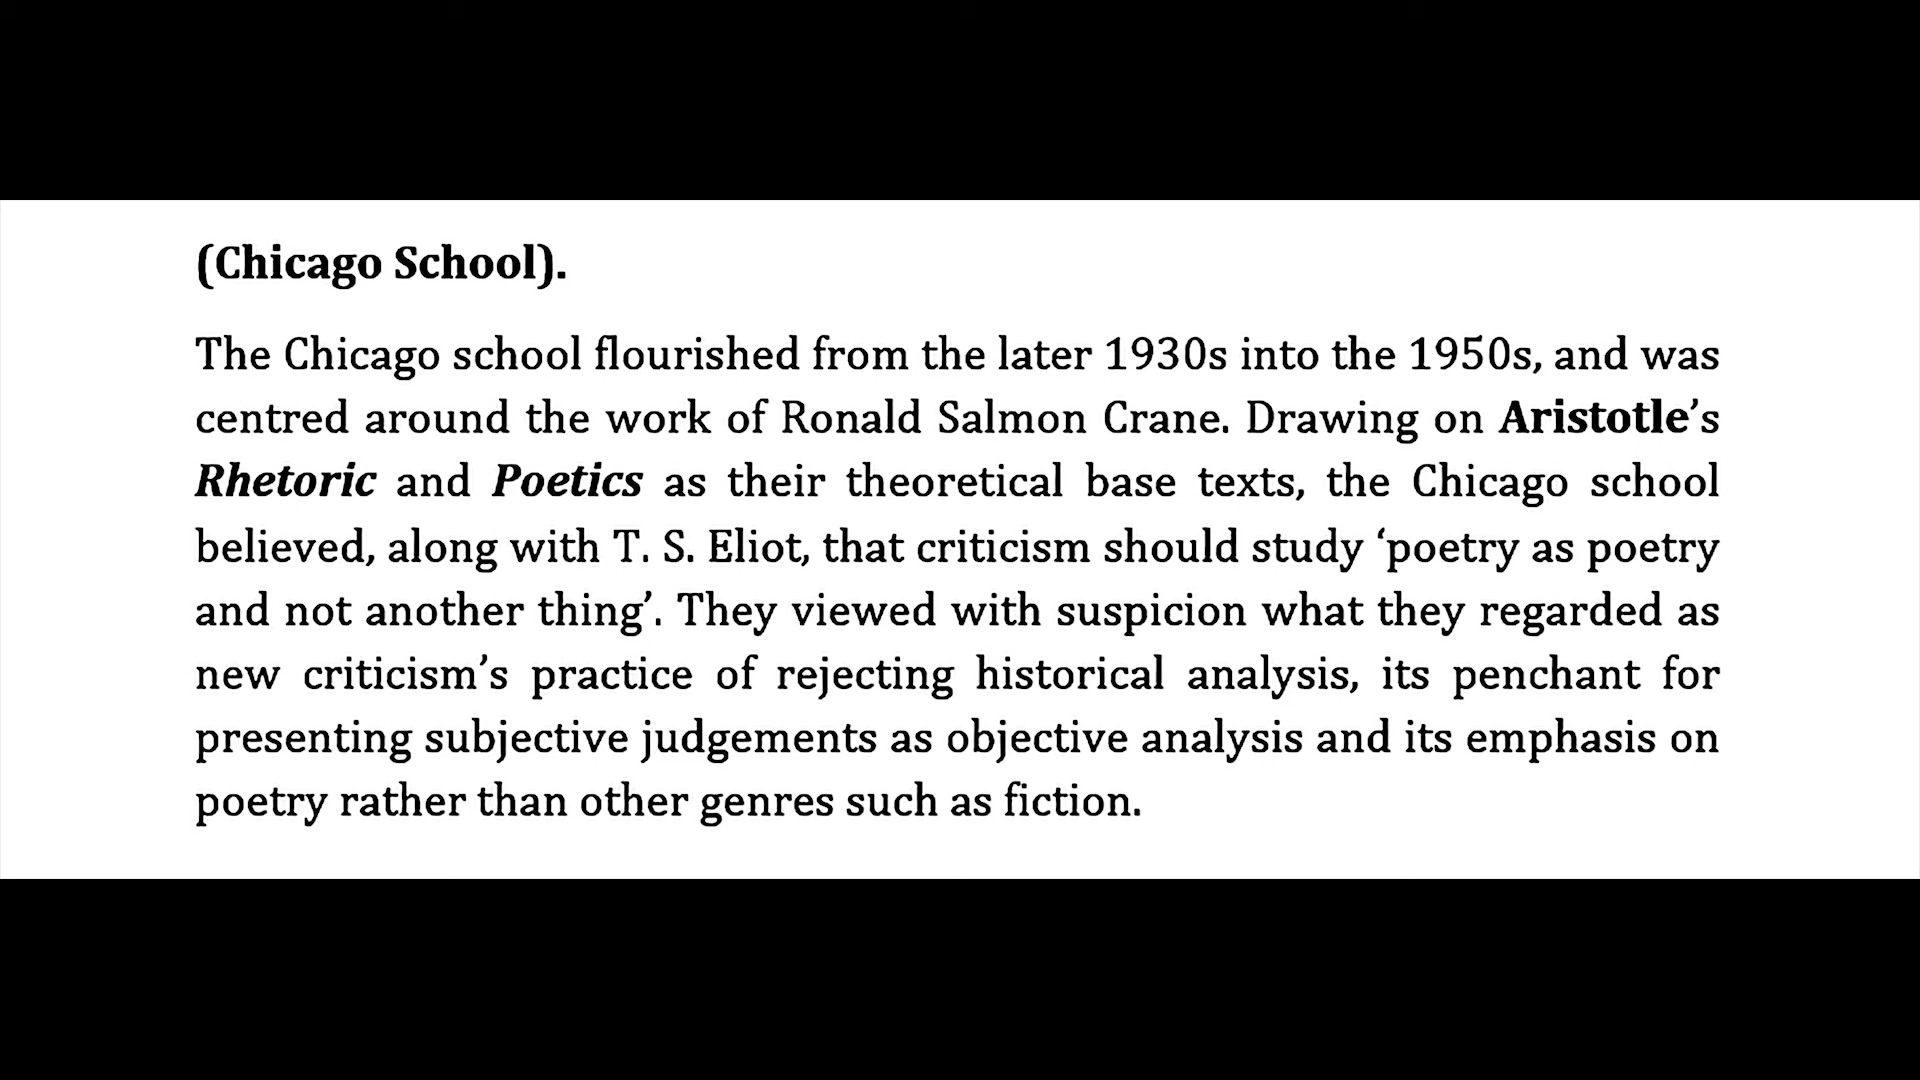 (Chicago School).
The Chicago school flourished from the later 1930s into the 1950s, and was
centred around the work of Ronald Salmon Crane. Drawing on Aristotle’s
Rhetoric and Poetics as their theoretical base texts, the Chicago school
believed, along with T. S. Eliot, that criticism should study ‘poetry as poetry
and not another thing’. They viewed with suspicion what they regarded as
new criticism’s practice of rejecting historical analysis, its penchant for
presenting subjective judgements as objective analysis and its emphasis on
poetry rather than other genres such as fiction.